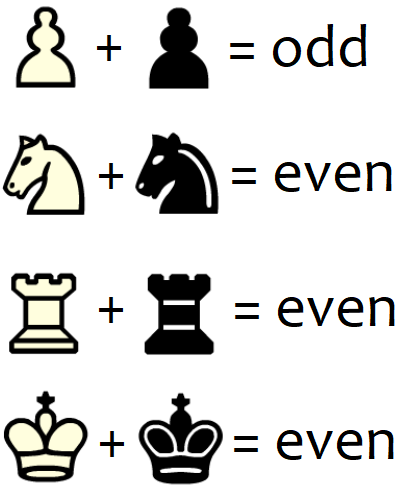 + = odd
+ = even
+ = even
+ = even